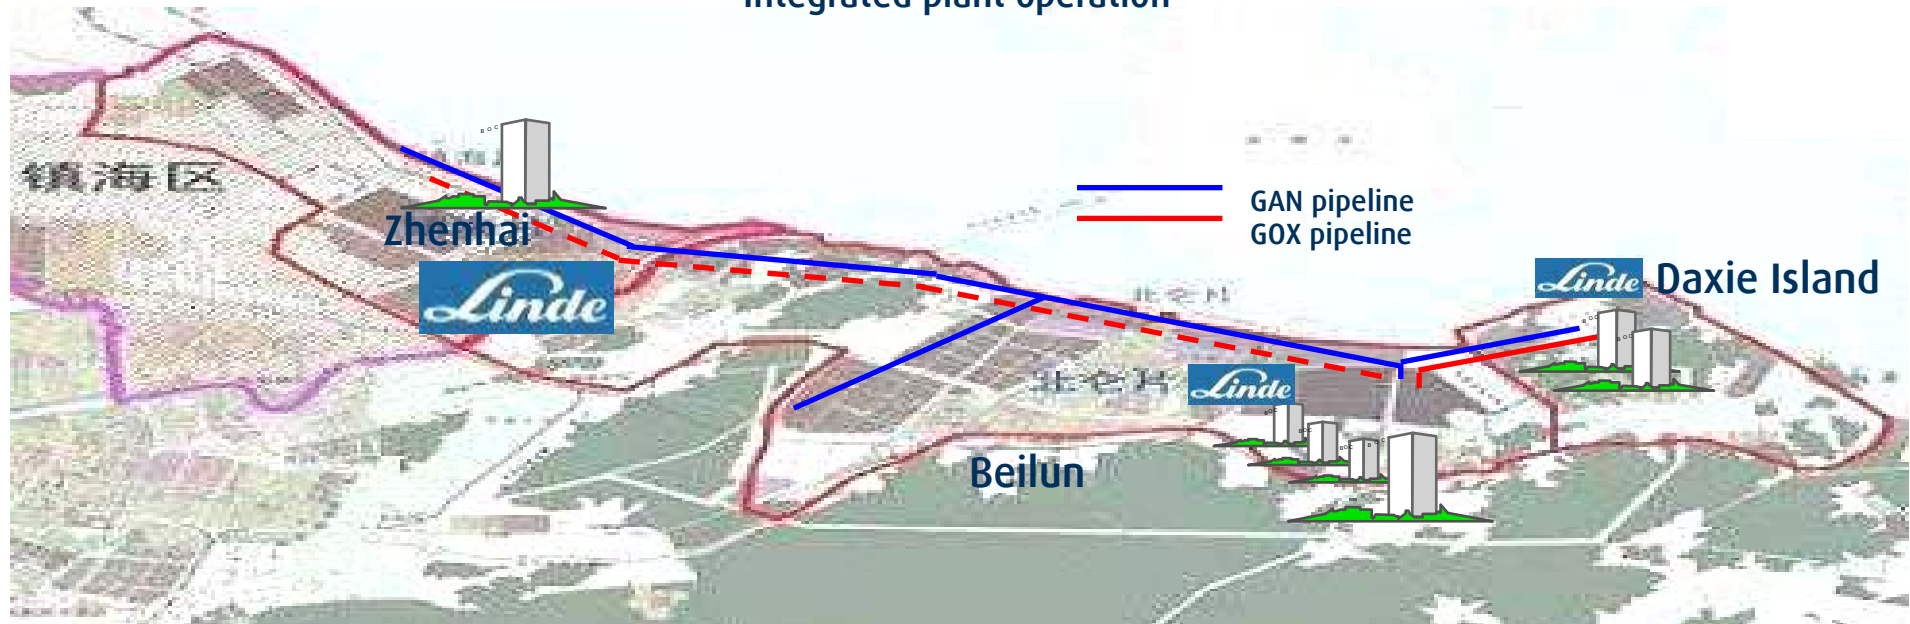 Integrated plant operation
镇海区
Zhenhai
Linde
GAN pipeline
GOX pipeline
Linde
Daxie Island
Linde
Beilun